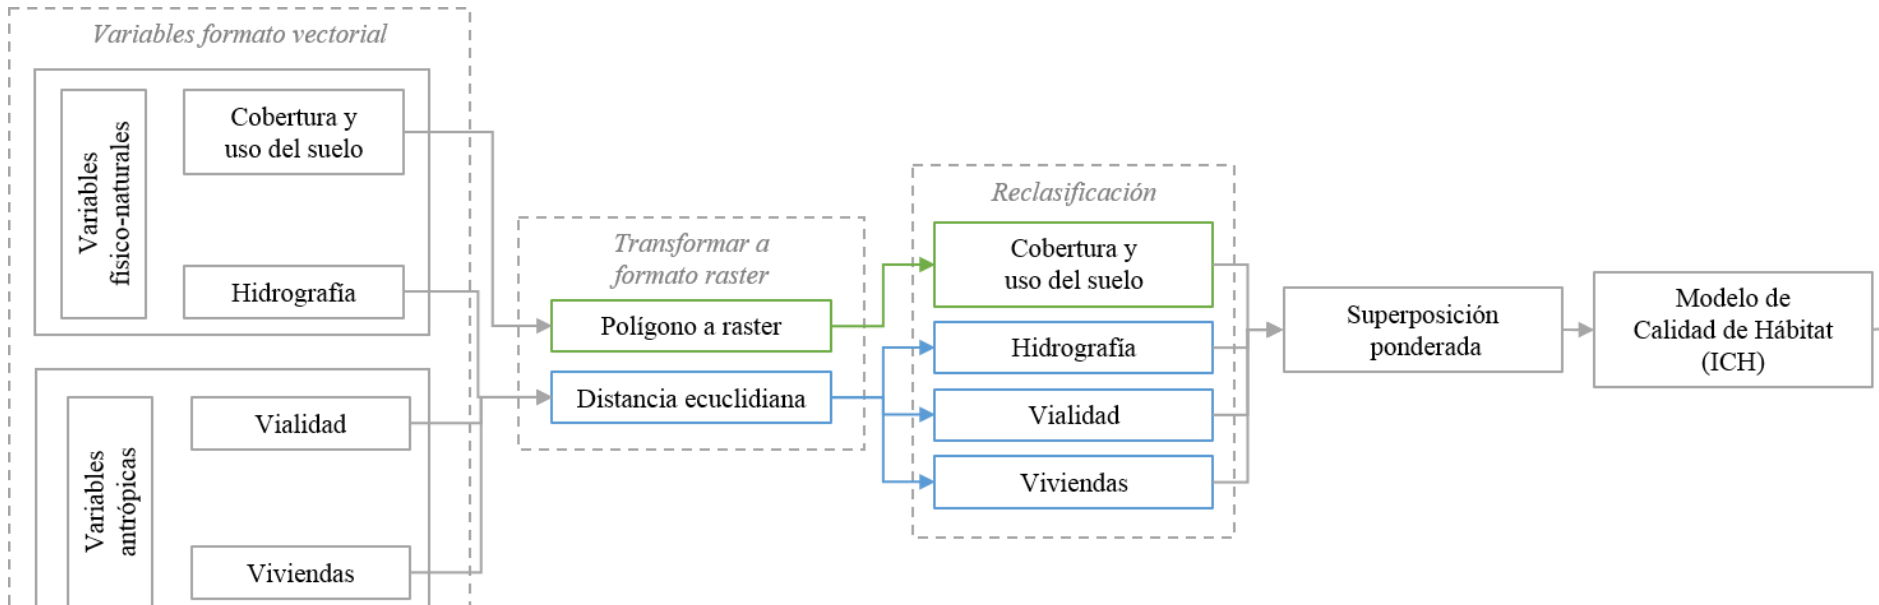 Variables formato vectorial
Variables
físico-naturales
Cobertura y
uso del suelo
Hidrografía
Variables
antrópicas
Vialidad
Viviendas
Transformar a
formato raster
Polígono a raster
Distancia ecuclidiana
Reclasificación
Cobertura y
uso del suelo
Hidrografía
Vialidad
Viviendas
Superposición
ponderada
Modelo de
Calidad de Hábitat
(ICH)